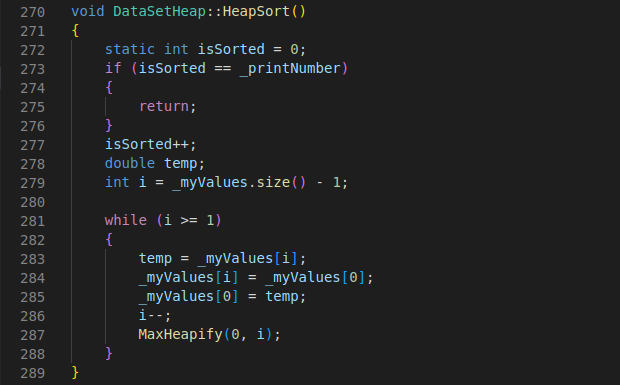 270 void DataSetHeap::HeapSort()
271 {
272     static int isSorted = 0;
273     if (isSorted == _printNumber)
274     {
275         return;
276     }
277     isSorted++;
278     double temp;
279     int i = _myValues.size() - 1;
280
281     while (i >= 1)
282     {
283         temp = _myValues[i];
284         _myValues[i] = _myValues[0];
285         _myValues[0] = temp;
286         i--;
287         MaxHeapify(0, i);
288     }
289 }